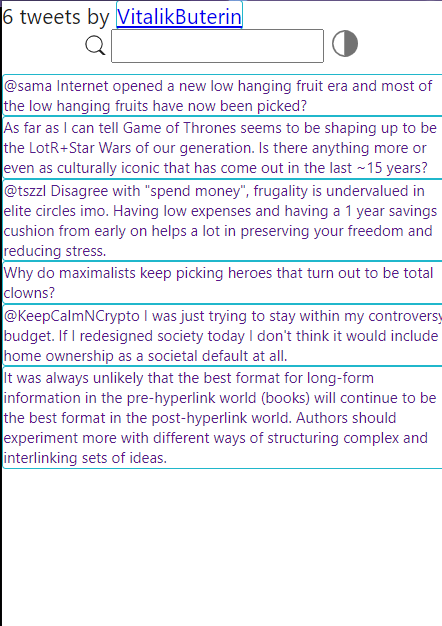 6 tweets by VitalikButerin
@sama Internet opened a new low hanging fruit era and most of
the low hanging fruits have now been picked?
As far as I can tell Game of Thrones seems to be shaping up to be
the LotR+Star Wars of our generation. Is there anything more or
even as culturally iconic that has come out in the last ~15 years?
@tszzl Disagree with "spend money", frugality is undervalued in
elite circles imo. Having low expenses and having a 1 year savings
cushion from early on helps a lot in preserving your freedom and
reducing stress.
Why do maximalists keep picking heroes that turn out to be total
clowns?
@KeepCalmNCrypto I was just trying to stay within my controversy
budget. If I redesigned society today I don't think it would include
home ownership as a societal default at all.
It was always unlikely that the best format for long-form
information in the pre-hyperlink world (books) will continue to be
the best format in the post-hyperlink world. Authors should
experiment more with different ways of structuring complex and
interlinking sets of ideas.